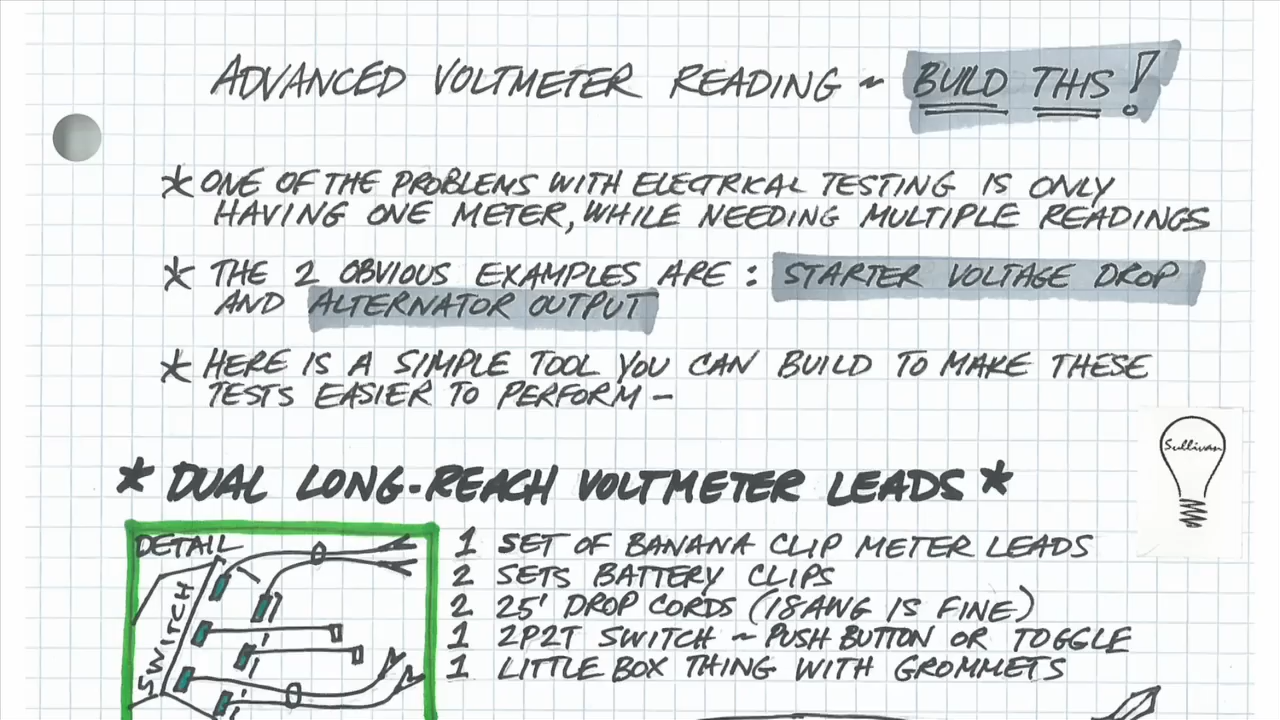 ADVANCED VOLTMETER READING ~ BUILD THIS!
* ONE OF THE PROBLEMS WITH ELECTRICAL TESTING IS ONLY
HAVING ONE METER, WHILE NEEDING MULTIPLE READINGS
* THE 2 OBVIOUS EXAMPLES ARE: STARTER VOLTAGE DROP
AND ALTERNATOR OUTPUT
* HERE IS A SIMPLE TOOL YOU CAN BUILD TO MAKE THESE
TESTS EASIER TO PERFORM -
Sullivan
* DUAL LONG-REACH VOLTMETER LEADS *
DETAIL
SWITCH
1 SET OF BANANA CLIP METER LEADS
2 SETS BATTERY CLIPS
2 25' DROP CORDS (18AWG IS FINE)
1 2P2T SWITCH ~ PUSH BUTTON OR TOGGLE
1 LITTLE BOX THING WITH GROMMETS